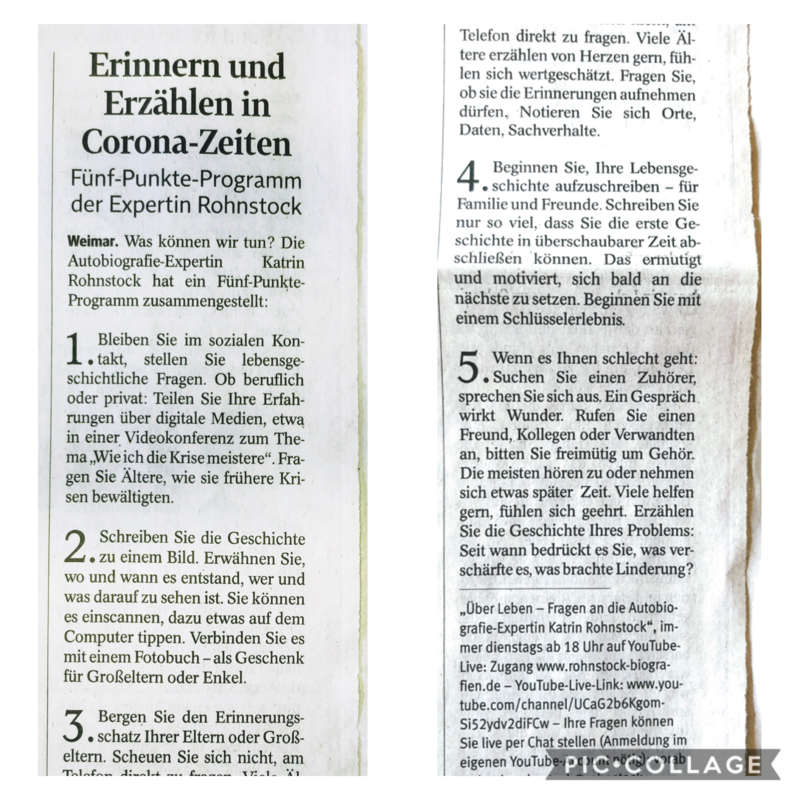 Erinnern und
Erzählen in
Corona-Zeiten
Fünf-Punkte-Programm
der Expertin Rohnstock
Weimar. Was können wir tun? Die
Autobiografie-Expertin Katrin
Rohnstock hat ein Fünf-Punkte-
Programm zusammengestellt:
1. Bleiben Sie im sozialen Kon-
takt, stellen Sie lebensge-
schichtliche Fragen. Ob beruflich
oder privat: Teilen Sie Ihre Erfah-
rungen über digitale Medien, etwa
in einer Videokonferenz zum The-
ma „Wie ich die Krise meistere“. Fra-
gen Sie Ältere, wie sie frühere Kri-
sen bewältigten.
2. Schreiben Sie die Geschichte
zu einem Bild. Erwähnen Sie,
wo und wann es entstand, wer und
was darauf zu sehen ist. Sie können
es einscannen, dazu etwas auf dem
Computer tippen. Verbinden Sie es
mit einem Fotobuch – als Geschenk
für Großeltern oder Enkel.
3. Bergen Sie den Erinnerungs-
schatz Ihrer Eltern oder Groß-
eltern. Scheuen Sie sich nicht, am
Telefon direkt zu fragen. Viele Äl-
Telefon direkt zu fragen. Viele Äl-
tere erzählen von Herzen gern, füh-
len sich wertgeschätzt. Fragen Sie,
ob sie die Erinnerungen aufnehmen
dürfen, Notieren Sie sich Orte,
Daten, Sachverhalte.
4. Beginnen Sie, Ihre Lebensge-
schichte aufzuschreiben – für
Familie und Freunde. Schreiben Sie
nur so viel, dass Sie die erste Ge-
schichte in überschaubarer Zeit ab-
schließen können. Das ermutigt
und motiviert, sich bald an die
nächste zu setzen. Beginnen Sie mit
einem Schlüsselerlebnis.
5. Wenn es Ihnen schlecht geht:
Suchen Sie einen Zuhörer,
sprechen Sie sich aus. Ein Gespräch
wirkt Wunder. Rufen Sie einen
Freund, Kollegen oder Verwandten
an, bitten Sie freimütig um Gehör.
Die meisten hören zu oder nehmen
sich etwas später Zeit. Viele helfen
gern, fühlen sich geehrt. Erzählen
Sie die Geschichte Ihres Problems:
Seit wann bedrückt es Sie, was ver-
schärfte es, was brachte Linderung?
„Über Leben – Fragen an die Autobio-
grafie-Expertin Katrin Rohnstock“, im-
mer dienstags ab 18 Uhr auf YouTube-
Live: Zugang www.rohnstock-biogra-
fien.de – YouTube-Live-Link: www.you-
tube.com/channel/UCaG2b6Kgom-
Si52ydv2diFCw – Ihre Fragen können
Sie live per Chat stellen (Anmeldung im
eigenen YouTube-Account nötig); vorab
PIC•COLLAGE